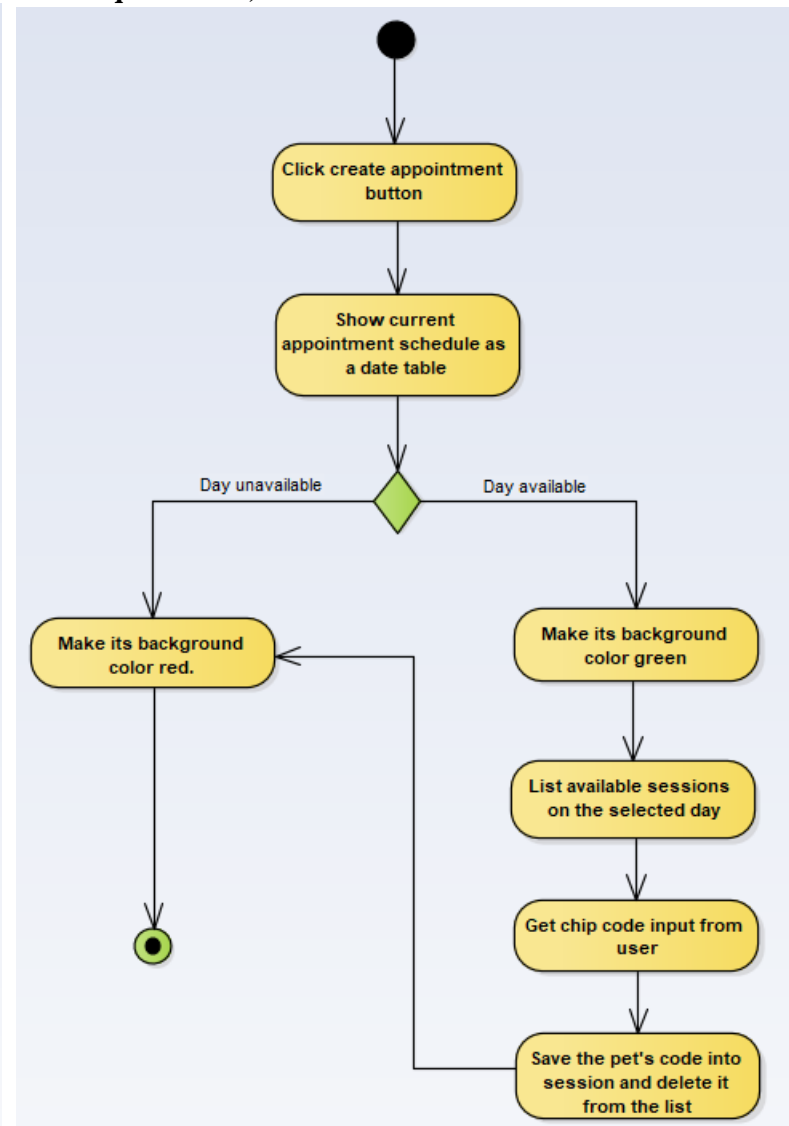 Click create appointment
button
Show current
appointment schedule as
a date table
Day unavailable
Day available
Make its background
color red.
Make its background
color green
List available sessions
on the selected day
Get chip code input from
user
Save the pet's code into
session and delete it
from the list